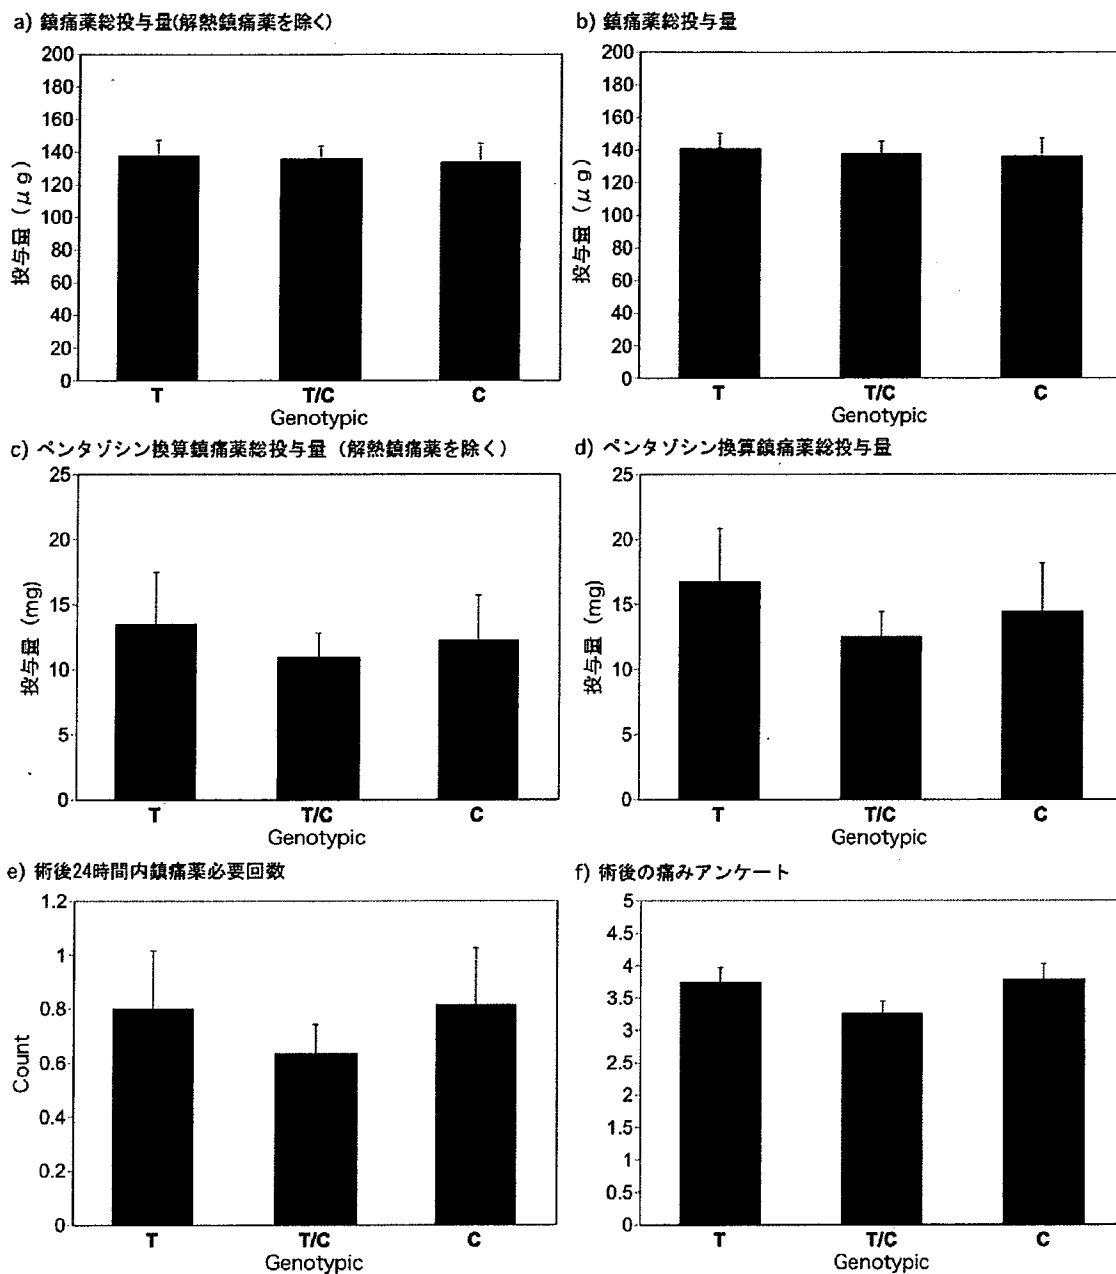 a) 鎮痛薬総投与量(解熱鎮痛薬を除く)
200
180
160
140
120
100
80
60
40
20
0
投与量 (μg)
T T/C C
Genotypic
b) 鎮痛薬総投与量
200
180
160
140
120
100
80
60
40
20
0
投与量 (μg)
T T/C C
Genotypic
c) ペンタゾシン換算鎮痛薬総投与量 (解熱鎮痛薬を除く)
25
20
15
10
5
0
投与量 (mg)
T T/C C
Genotypic
d) ペンタゾシン換算鎮痛薬総投与量
25
20
15
10
5
0
投与量 (mg)
T T/C C
Genotypic
e) 術後24時間内鎮痛薬必要回数
1.2
1
0.8
0.6
0.4
0.2
0
Count
T T/C C
Genotypic
f) 術後の痛みアンケート
5
4.5
4
3.5
3
2.5
2
1.5
1
0.5
0
T T/C C
Genotypic